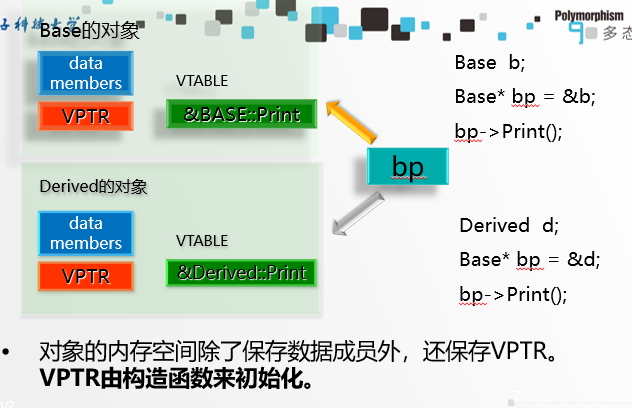 子科技大学
Polymorphism
多态
Base的对象
data
members
VPTR
VTABLE
&BASE::Print
Base b;
Base* bp = &b;
bp->Print();
bp
Derived的对象
data
members
VPTR
VTABLE
&Derived::Print
Derived d;
Base* bp = &d;
bp->Print();
• 对象的内存空间除了保存数据成员外，还保存VPTR。
VPTR由构造函数来初始化。